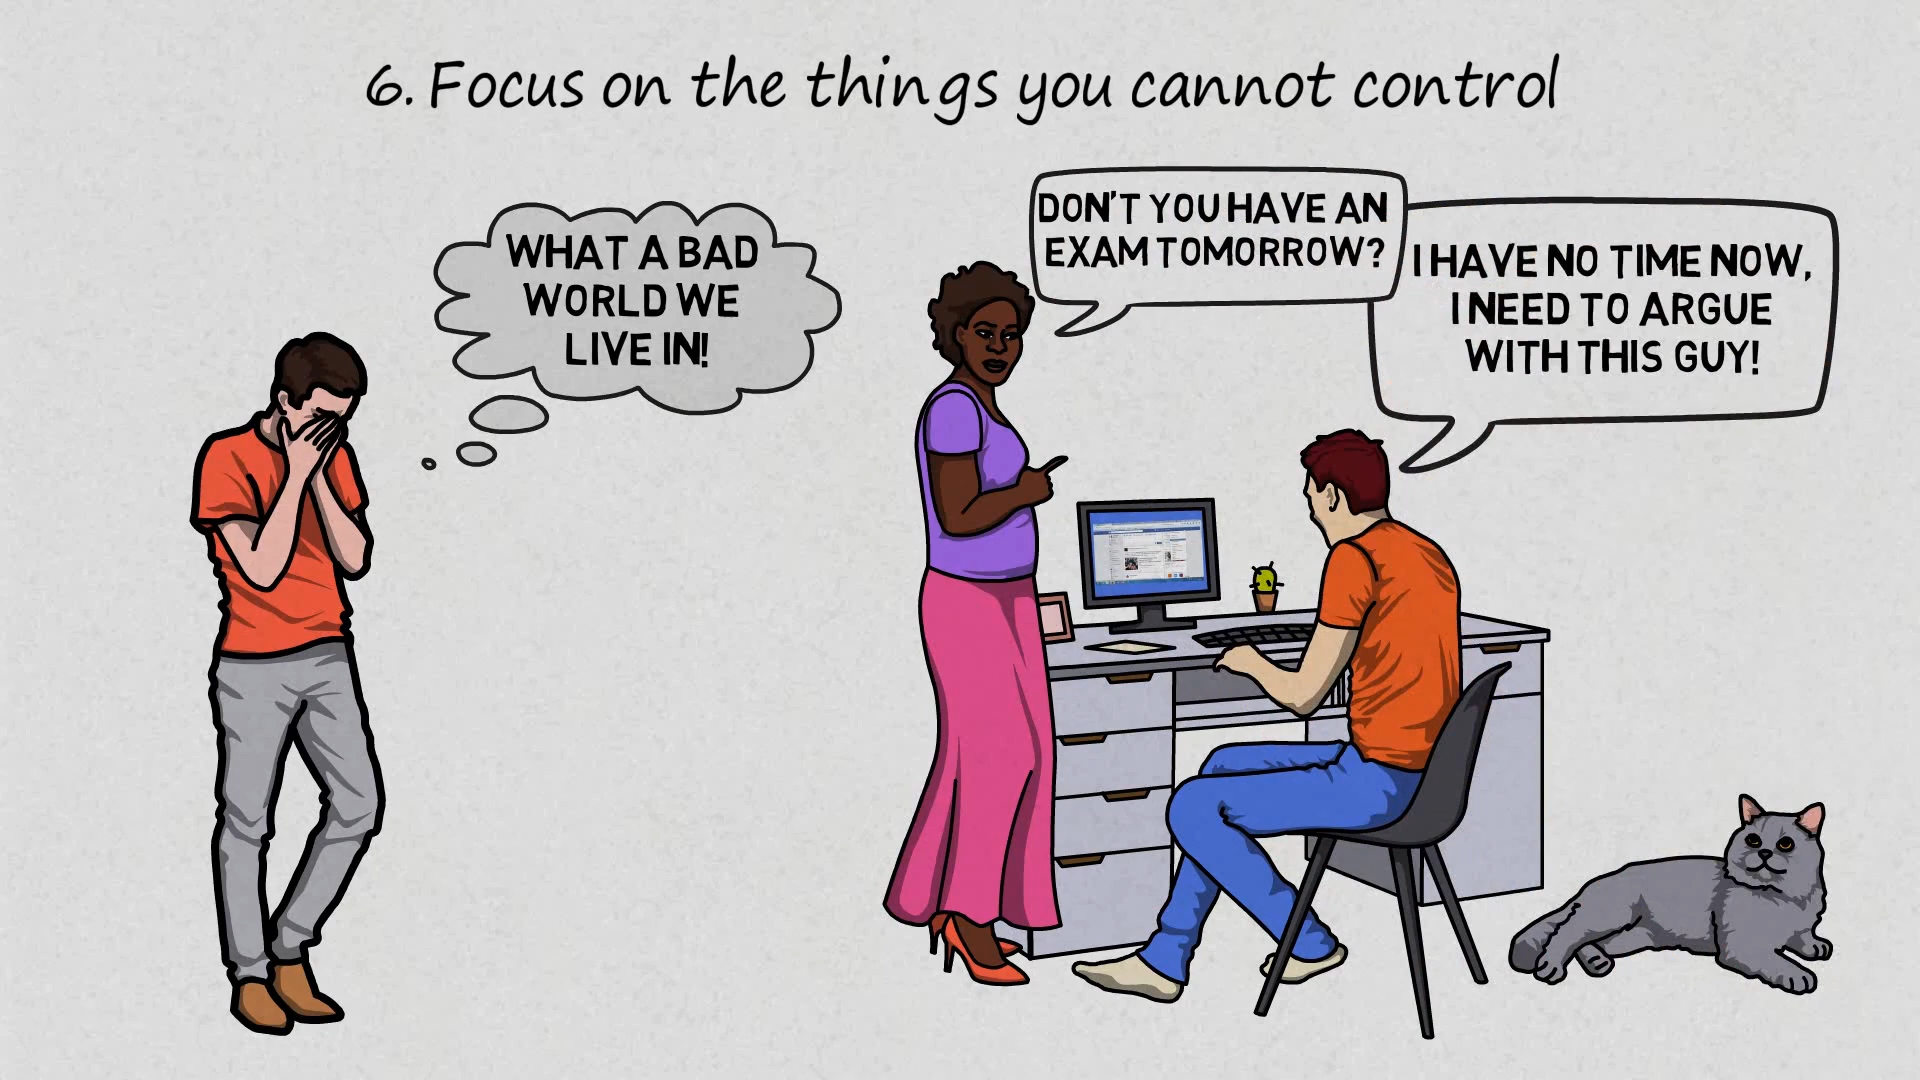 6. Focus on the things you cannot control
WHAT A BAD
WORLD WE
LIVE IN!
DON'T YOU HAVE AN
EXAM TOMORROW?
I HAVE NO TIME NOW,
I NEED TO ARGUE
WITH THIS GUY!